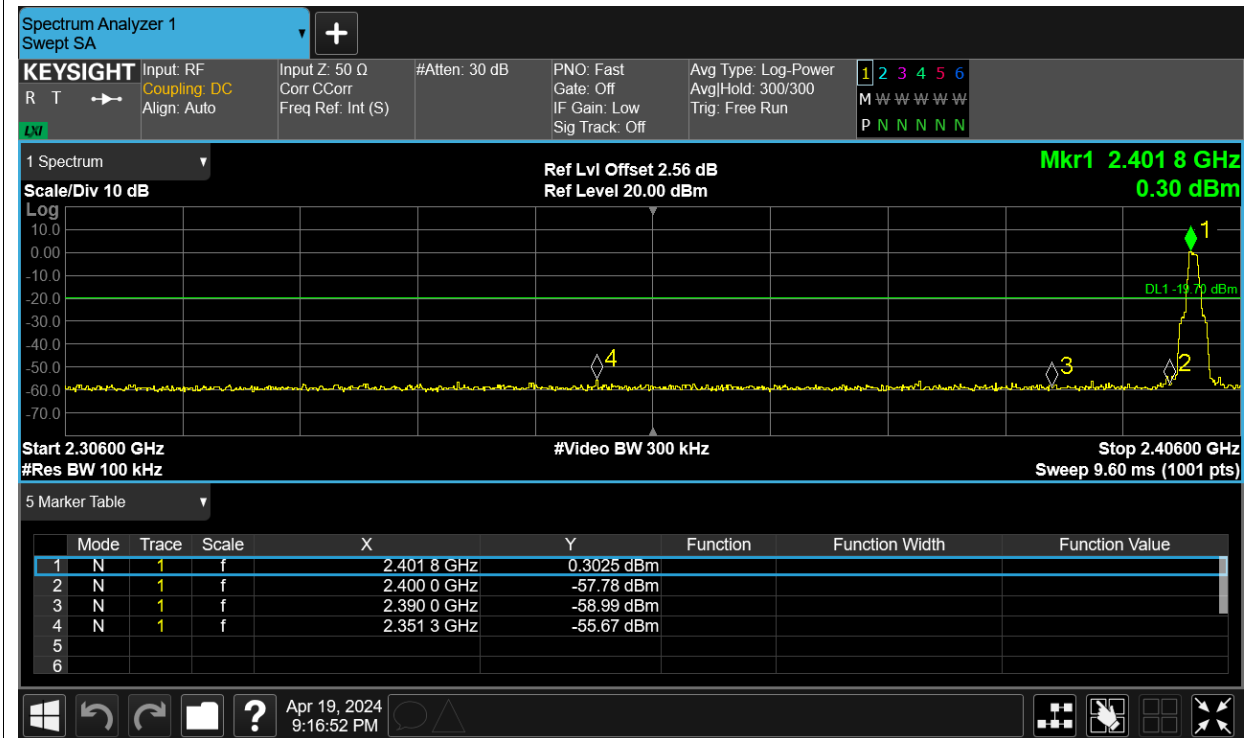 Spectrum Analyzer 1
Swept SA
+
KEYSIGHT
R T
LXI
Input: RF
Coupling: DC
Align: Auto
Input Z: 50 Ω
Corr CCorr
Freq Ref: Int (S)
#Atten: 30 dB
PNO: Fast
Gate: Off
IF Gain: Low
Sig Track: Off
Avg Type: Log-Power
Avg|Hold: 300/300
Trig: Free Run
1 2 3 4 5 6
M W W W W W
P N N N N N
1 Spectrum
Scale/Div 10 dB
Ref Lvl Offset 2.56 dB
Ref Level 20.00 dBm
Mkr1 2.401 8 GHz
0.30 dBm
Log
10.0
0.00
-10.0
-20.0
-30.0
-40.0
-50.0
-60.0
-70.0
1
DL1 -19.70 dBm
4
3
2
Start 2.30600 GHz
#Video BW 300 kHz
Stop 2.40600 GHz
#Res BW 100 kHz
Sweep 9.60 ms (1001 pts)
5 Marker Table
Mode Trace Scale X Y Function Function Width Function Value
1 N 1 f 2.401 8 GHz 0.3025 dBm
2 N 1 f 2.400 0 GHz -57.78 dBm
3 N 1 f 2.390 0 GHz -58.99 dBm
4 N 1 f 2.351 3 GHz -55.67 dBm
5
6
?
Apr 19, 2024
9:16:52 PM